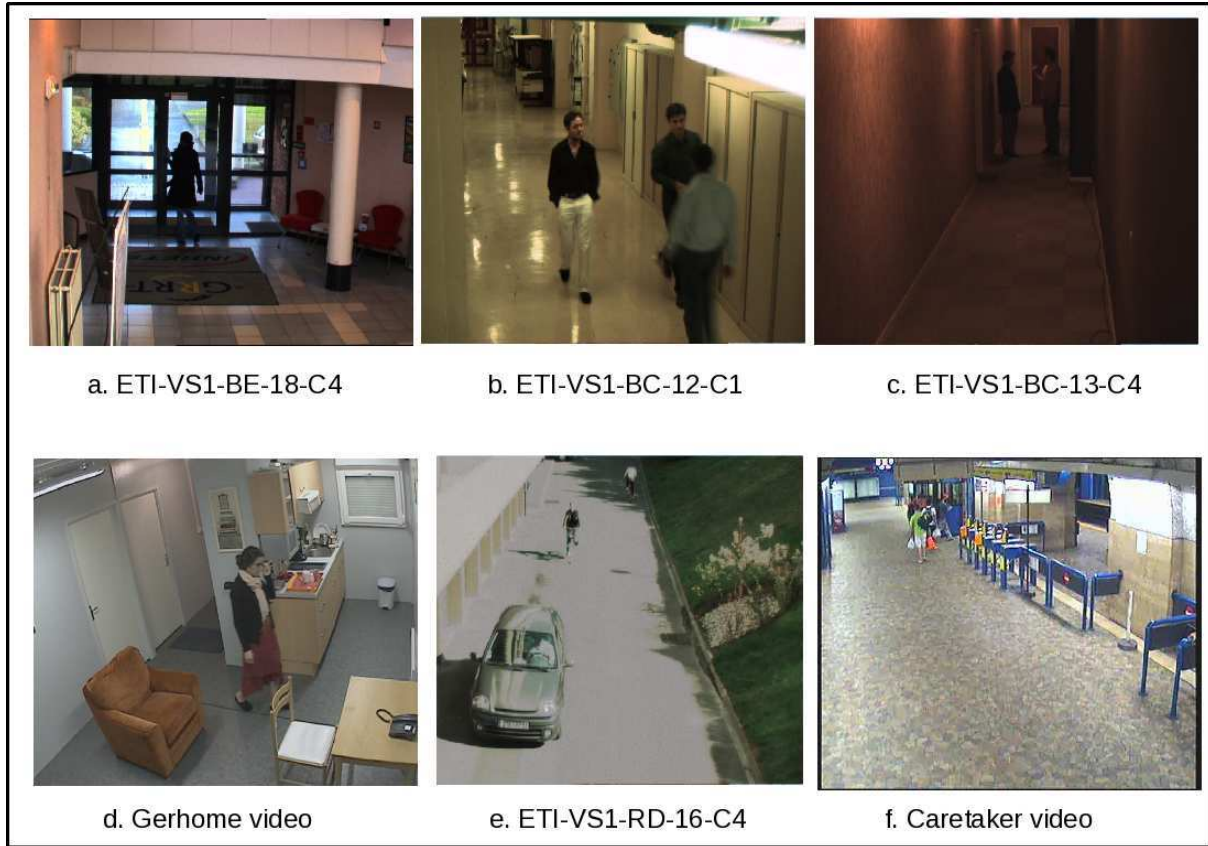 a. ETI-VS1-BE-18-C4
b. ETI-VS1-BC-12-C1
c. ETI-VS1-BC-13-C4
d. Gerhome video
e. ETI-VS1-RD-16-C4
f. Caretaker video